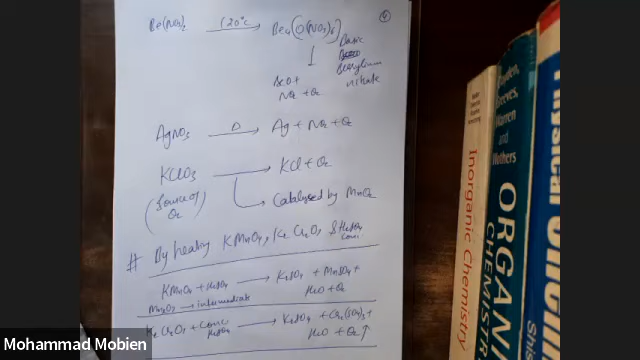 Be(NO3)2 120°C → Be4(O(NO3)6)
Basic
Beryllium
nitrate
BeO +
NO2 + O2
AgNO3 Δ → Ag + NO2 + O2
KClO3 → KCl + O2
(Source of
O2)
Catalysed by MnO2
# By heating KMnO4, K2Cr2O7 & H2SO4
conc
KMnO4 + H2SO4 → K2SO4 + MnSO4 +
H2O + O2
Mn2O7 → intermediate
K2Cr2O7 + conc → K2SO4 + Cr2(SO4)3 +
H2SO4
H2O + O2 ↑
Inorganic Chemistry
Greeves,
Warren
and
Wothers
ORGANIC
CHEMISTRY
Mohammad Mobien